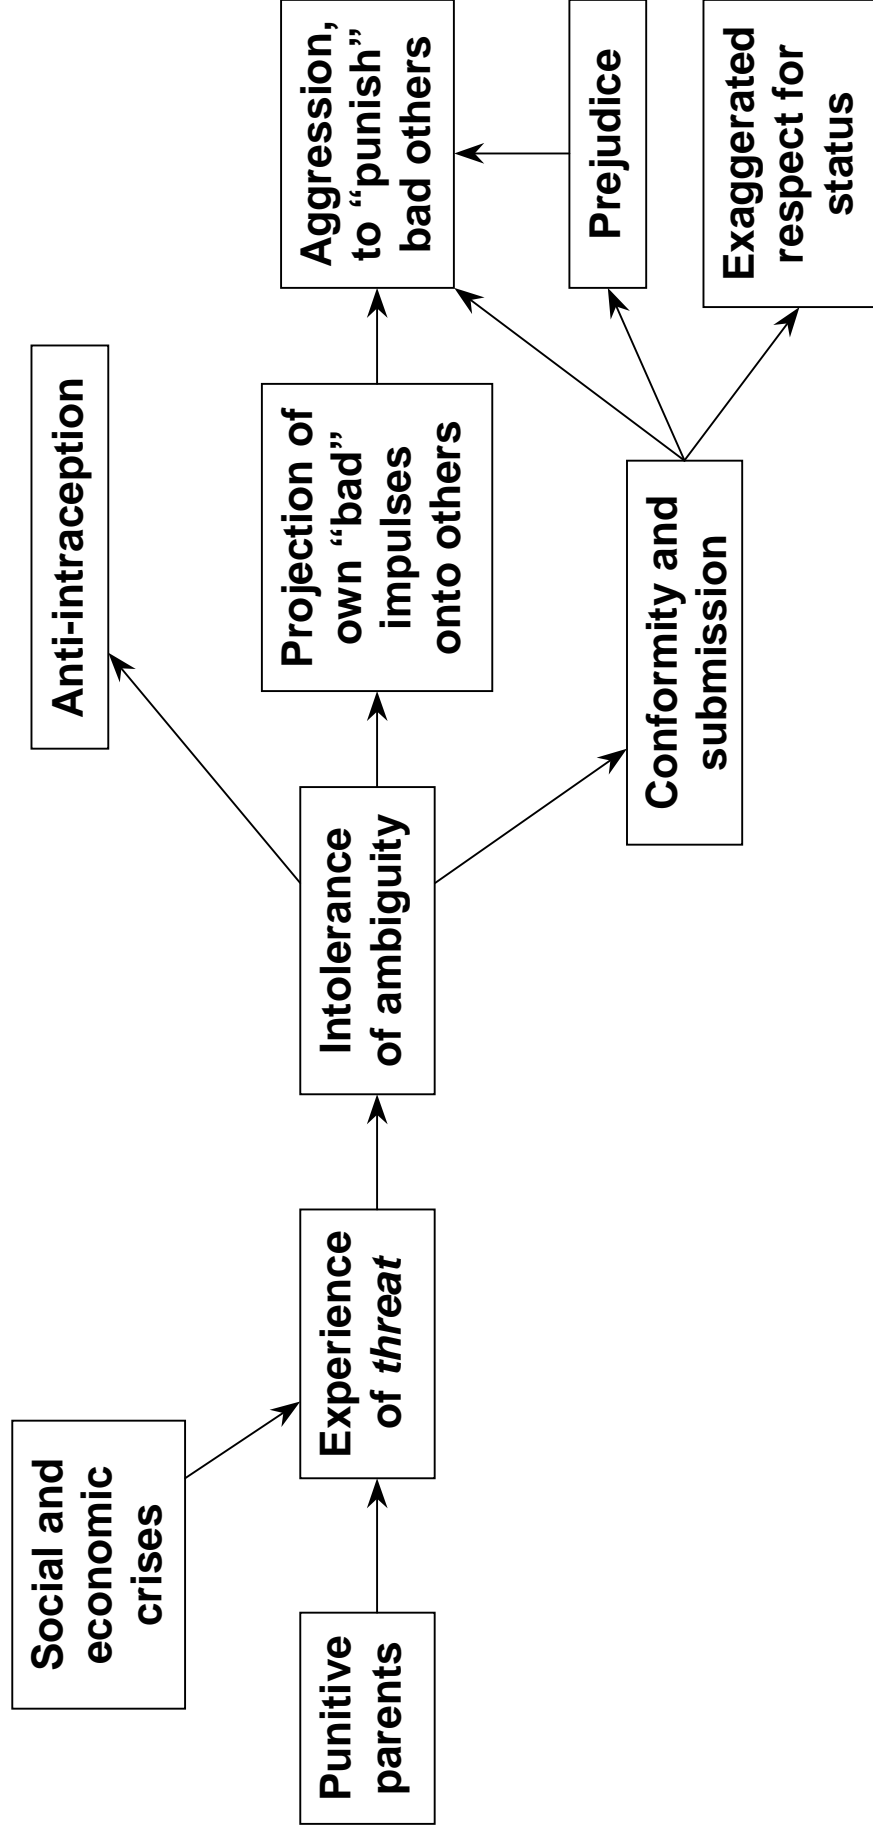 Social and
economic
crises
Punitive
parents
Experience
of threat
Intolerance
of ambiguity
Anti-intraception
Projection of
own “bad”
impulses
onto others
Conformity and
submission
Aggression,
to “punish”
bad others
Prejudice
Exaggerated
respect for
status